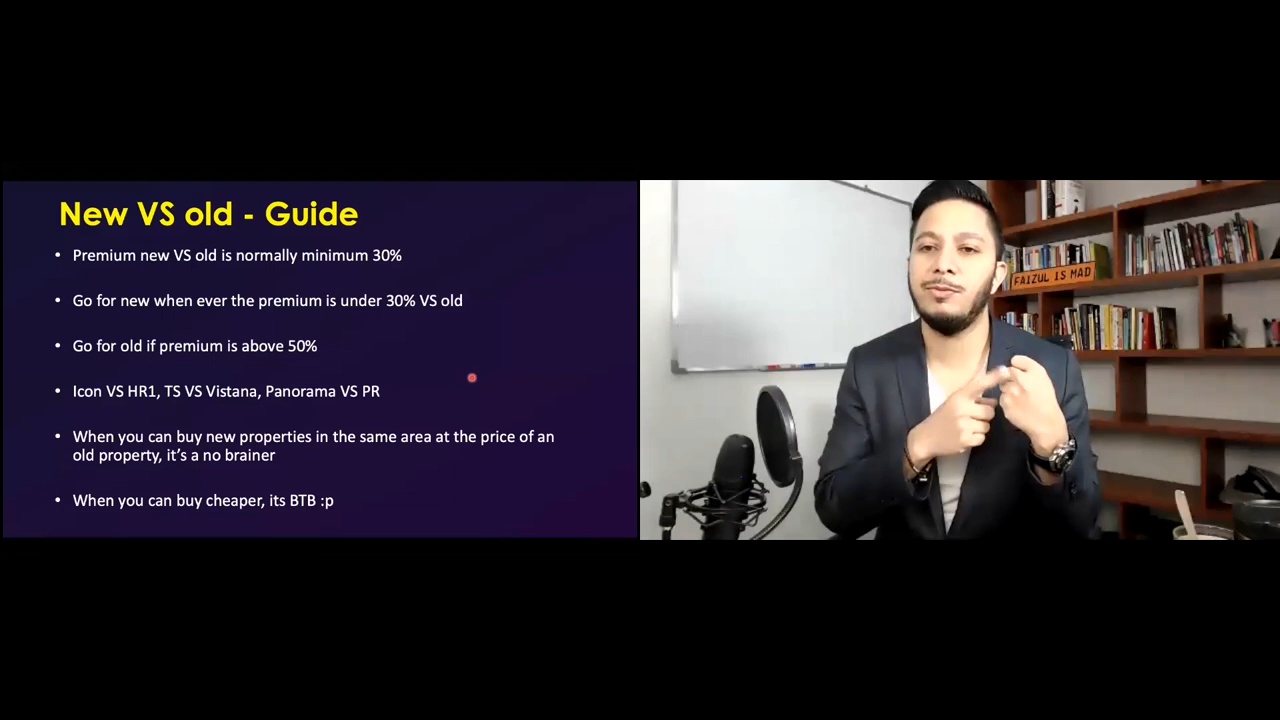 New VS old - Guide
• Premium new VS old is normally minimum 30%
• Go for new when ever the premium is under 30% VS old
• Go for old if premium is above 50%
• Icon VS HR1, TS VS Vistana, Panorama VS PR
• When you can buy new properties in the same area at the price of an
old property, it’s a no brainer
• When you can buy cheaper, its BTB :p
FAIZUL IS MAD